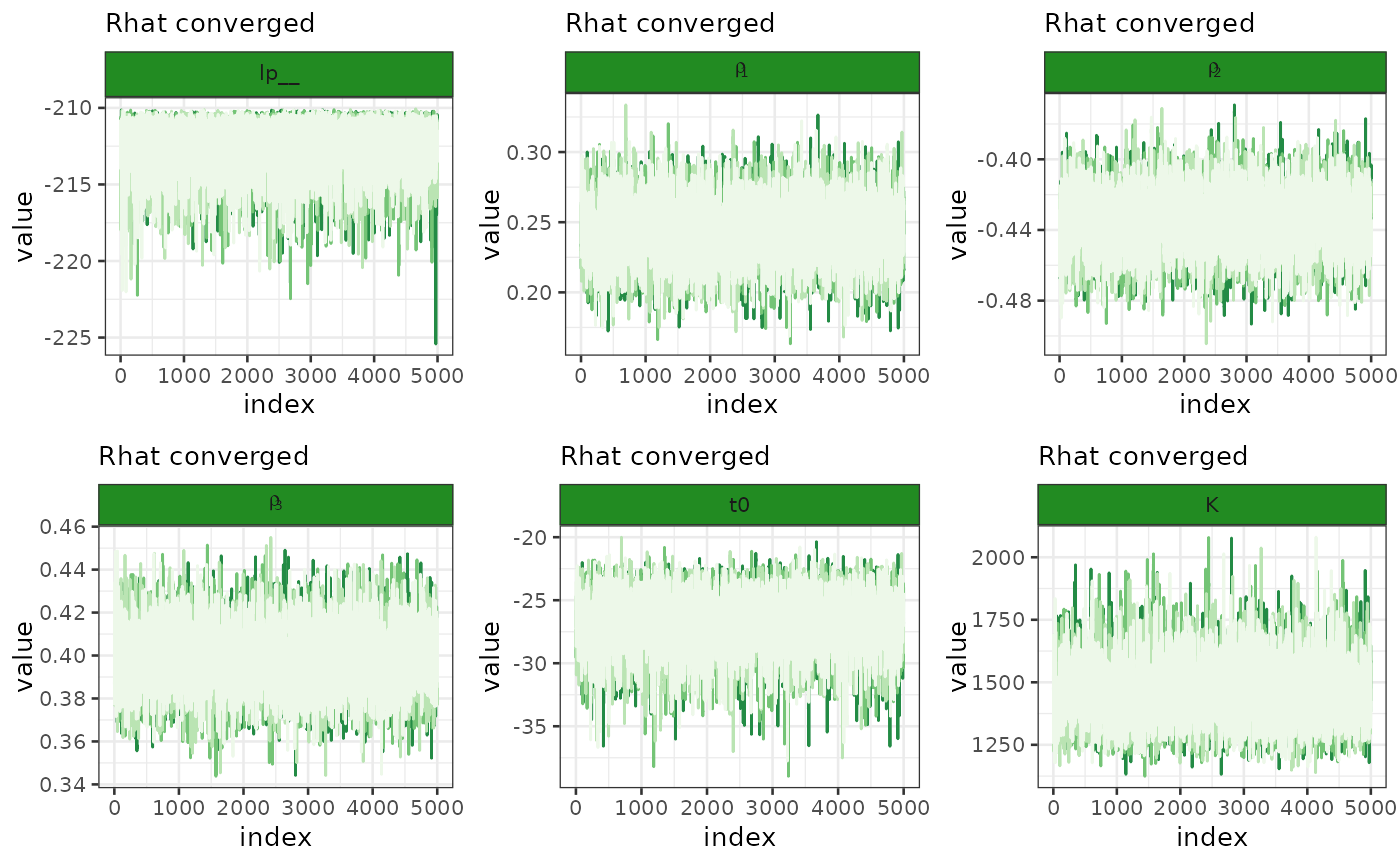 Rhat converged
lp__
-210
-215
-220
-225
value
0 1000 2000 3000 4000 5000
index
Rhat converged
ρ1
0.30
0.25
0.20
value
0 1000 2000 3000 4000 5000
index
Rhat converged
ρ2
-0.40
-0.44
-0.48
value
0 1000 2000 3000 4000 5000
index
Rhat converged
ρ3
0.46
0.44
0.42
0.40
0.38
0.36
0.34
value
0 1000 2000 3000 4000 5000
index
Rhat converged
t0
-20
-25
-30
-35
value
0 1000 2000 3000 4000 5000
index
Rhat converged
K
2000
1750
1500
1250
value
0 1000 2000 3000 4000 5000
index